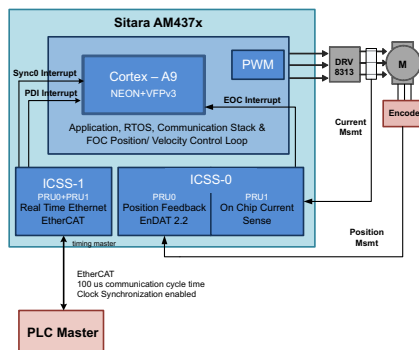 Sitara AM437x
Sync0 Interrupt
PDI Interrupt
Cortex – A9
NEON+VFPv3
PWM
EOC Interrupt
Application, RTOS, Communication Stack &
FOC Position/ Velocity Control Loop
DRV
8313
M
Encode
Current
Msmt
ICSS-1
PRU0+PRU1
Real Time Ethernet
EtherCAT
ICSS-0
PRU0
Position Feedback
EnDAT 2.2
PRU1
On Chip Current
Sense
timing master
Position
Msmt
EtherCAT
100 us communication cycle time
Clock Synchronization enabled
PLC Master